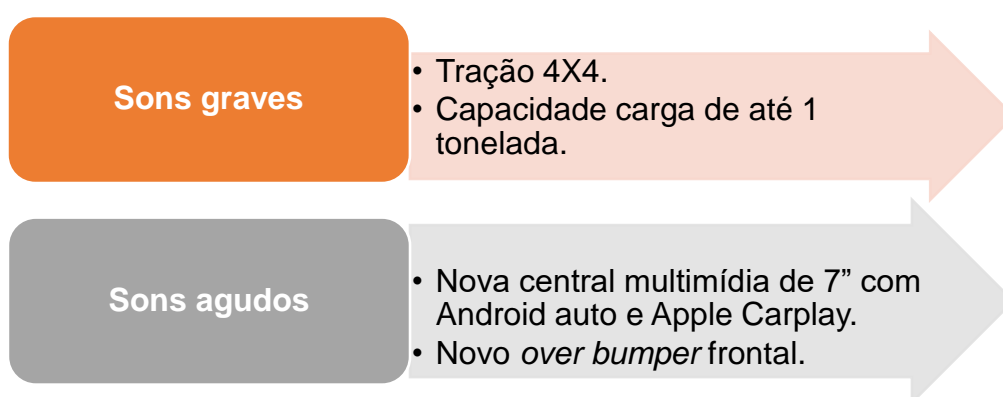 Sons graves
• Tração 4X4.
• Capacidade carga de até 1
tonelada.
Sons agudos
• Nova central multimídia de 7” com
Android auto e Apple Carplay.
• Novo over bumper frontal.